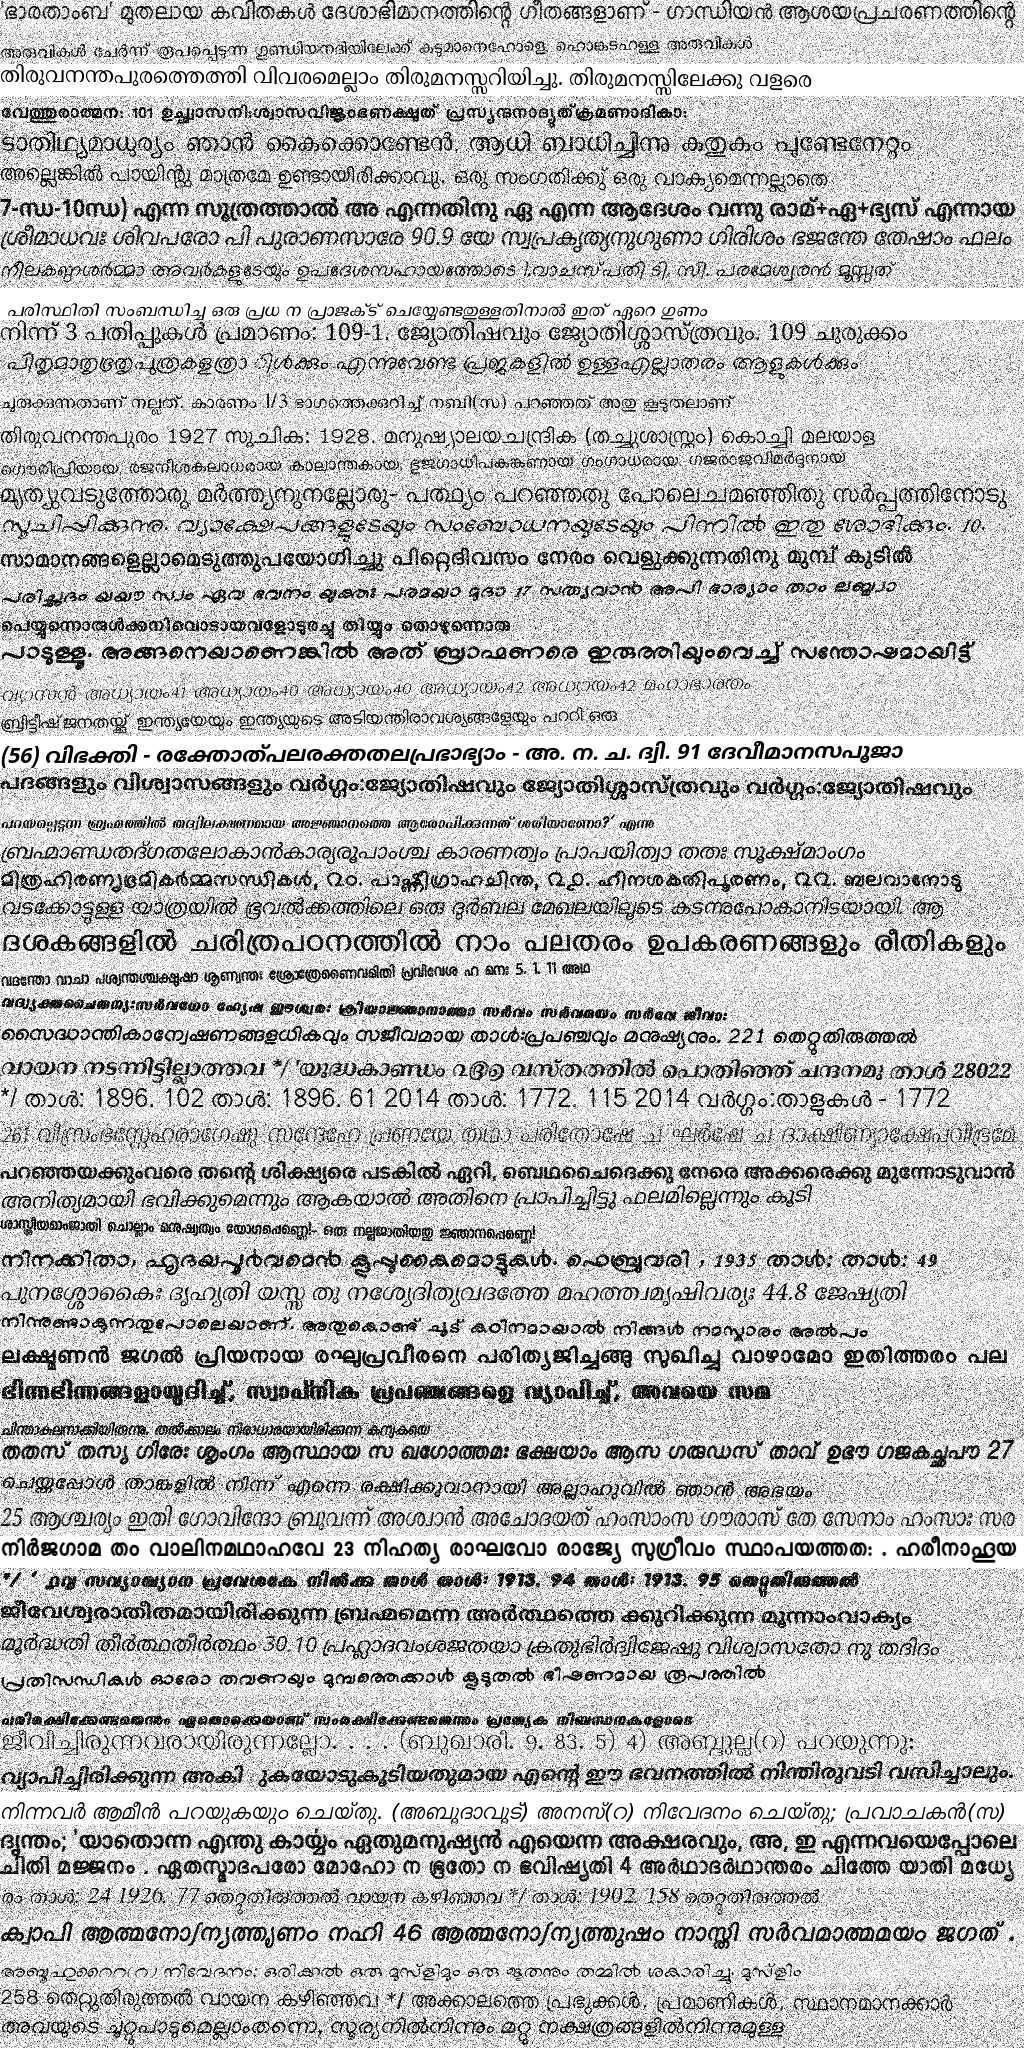 'ഭാരതാംബ' മുതലായ കവിതകൾ ദേശാഭിമാനത്തിന്റെ ഗീതങ്ങളാണ് - ഗാന്ധിയൻ ആശയപ്രചരണത്തിന്റെ
അരുവികൾ ചേർന്ന് രൂപപ്പെടുന്ന ഗുണ്ഡിയനദിയിലേക്ക് കടുമാനെഹോളെ, ഹൊങ്കടഹള്ള അരുവികൾ
തിരുവനന്തപുരത്തെത്തി വിവരമെല്ലാം തിരുമനസ്സറിയിച്ചു. തിരുമനസ്സിലേക്കു വളരെ
വേത്തുരാത്മന: 101 ഉച്ഛ്വാസനി:ശ്വാസവിജൃംഭണക്ഷുത് പ്രസ്യന്ദനാദ്യുത്ക്രമണാദികാ:
ടാതിഥ്യമാധുര്യം ഞാൻ കൈക്കൊണ്ടേൻ. ആധി ബാധിച്ചിന്നു കുതുകം പൂണ്ടേനേറ്റം
അല്ലെങ്കിൽ പായിന്റു മാത്രമേ ഉണ്ടായിരിക്കാവൂ, ഒരു സംഗതിക്കു് ഒരു വാക്യമെന്നല്ലാതെ
7-ന്ധ-10ന്ധ) എന്ന സൂത്രത്താൽ അ എന്നതിനു ഏ എന്ന ആദേശം വന്നു രാമ്+ഏ+ഭ്യസ് എന്നായ
ശ്രീമാധവഃ ശിവപരോ പി പുരാണസാരേ 90.9 യേ സ്വപ്രകൃത്യനുഗുണാ ഗിരിശം ഭജന്തേ തേഷാം ഫലം
നീലകണ്ഠശർമ്മാ അവർകളുടേയും ഉപദേശസഹായത്തോടെ 1.വാചസ്പതി ടി. സി. പരമേശ്വരൻ മൂസ്സത്
പരിസ്ഥിതി സംബന്ധിച്ച ഒരു പ്രധ ന പ്രാജക്ട് ചെയ്യേണ്ടതുള്ളതിനാൽ ഇത് ഏറെ ഗുണം
നിന്ന് 3 പതിപ്പുകൾ പ്രമാണം: 109-1. ജ്യോതിഷവും ജ്യോതിശ്ശാസ്ത്രവും. 109 ചുരുക്കം
പിതൃമാതൃഭ്രാതൃപുത്രകളത്രാ ിൾക്കും എന്നുവേണ്ട പ്രജകളിൽ ഉള്ളഎല്ലാതരം ആളുകൾക്കും
ചുരുക്കുന്നതാണ് നല്ലത്. കാരണം 1/3 ഭാഗത്തെക്കുറിച്ച് നബി(സ) പറഞ്ഞത് അതു കൂടുതലാണ്
തിരുവനന്തപുരം 1927 സൂചിക: 1928. മനുഷ്യാലയചന്ദ്രിക (തച്ചുശാസ്ത്രം) കൊച്ചി മലയാള
ഗൌരീപ്രിയായ, രജനീശകലാധരായ കാലാന്തകായ, ഭുജഗാധിപകങ്കണായ ഗംഗാധരായ. ഗജരാജവിമർദ്ദനായ
മൃത്യുവടുത്തോരു മർത്ത്യനുനല്ലോരു- പത്ഥ്യം പറഞ്ഞതു പോലെചമഞ്ഞിതു സർപ്പത്തിനോടു
സൂചിപ്പിക്കുന്നു. വ്യാക്ഷേപങ്ങളുടേയും സംബോധനയുടേയും പിന്നിൽ ഇതു ശോഭിക്കും. 10.
സാമാനങ്ങളെല്ലാമെടുത്തുപയോഗിച്ചു പിറ്റെദിവസം നേരം വെളുക്കുന്നതിനു മുമ്പ് കുടിൽ
പരിച്ഛദം യയൗ സ്വം ഏവ ഭവനം യുക്തഃ പരമയാ മുദാ 17 സത്യവാൻ അപി ഭാര്യാം താം ലബ്ധ്വാ
പെയ്യുന്നൊരുൾക്കനിവൊടായവളോടുരച്ചു തിയ്യും തൊഴുന്നൊരു
പാടുള്ളൂ. അങ്ങനെയാണെങ്കിൽ അത് ബ്രാഹ്മണരെ ഇരുത്തിയുംവെച്ച് സന്തോഷമായിട്ട്
വ്യസൻ അധ്യായം41 അധ്യായം40 അധ്യായം40 അധ്യായം42 അധ്യായം42 മഹാഭാരതം
ബ്രിട്ടീഷ് ജനതയ്ക്ക് ഇന്ത്യയേയും ഇന്ത്യയുടെ അടിയന്തിരാവശ്യങ്ങളേയും പററി ഒരു
(56) വിഭക്തി - രക്തോത്പലരക്തതലപ്രഭാഭ്യാം - അ. ന. ച. ദ്വി. 91 ദേവീമാനസപൂജാ
പദങ്ങളും വിശ്വാസങ്ങളും വർഗ്ഗം:ജ്യോതിഷവും ജ്യോതിശ്ശാസ്ത്രവും വർഗ്ഗം:ജ്യോതിഷവും
പറയപ്പെടുന്ന ബ്രഹ്മത്തിൽ തദ്വിലക്ഷണമായ അജ്ഞാനത്തെ ആരോപിക്കുന്നത് ശരിയാണോ?' എന്നു
ബ്രഹ്മാണ്ഡതദ്ഗതലോകാൻകാര്യരൂപാംശ്ച കാരണത്വം പ്രാപയിത്വാ തതഃ സൂക്ഷ്മാംഗം
മിത്രഹിരണ്യഭൂമികർമ്മസന്ധികൾ, ൨൦. പാർഷ്ണിഗ്രാഹചിന്ത, ൨൧. ഹീനശക്തിപൂരണം, ൨൨. ബലവാനോടു
വടക്കോട്ടുള്ള യാത്രയിൽ ഭൂവൽക്കത്തിലെ ഒരു ദുർബല മേഖലയിലൂടെ കടന്നുപോകാനിടയായി. ആ
ദശകങ്ങളിൽ ചരിത്രപഠനത്തിൽ നാം പലതരം ഉപകരണങ്ങളും രീതികളും
വദന്തോ വാചാ പശ്യന്തശ്ചക്ഷുഷാ ശൃണ്വന്തഃ ശ്രോത്രേണൈവമിതി പ്രവിവേശ ഹ മനഃ 5. 1. 11 അഥ
വദ്വ്യക്തചൈതന്യ:സർവഗോ ഹ്യേഷ ഈശ്വര: ക്രിയാജ്ഞാനാത്മാ സർവം സർവമയം സർവേ ജീവാ:
സൈദ്ധാന്തികാന്വേഷണങ്ങളധികവും സജീവമായ താൾ:പ്രപഞ്ചവും മനുഷ്യനും. 221 തെറ്റുതിരുത്തൽ
വായന നടന്നിട്ടില്ലാത്തവ */ 'യുദ്ധകാണ്ഡം ൨൫൭ വസ്തത്തിൽ പൊതിഞ്ഞ് ചന്ദനമു താൾ 28022
*/ താൾ: 1896. 102 താൾ: 1896. 61 2014 താൾ: 1772. 115 2014 വർഗ്ഗം:താളുകൾ - 1772
261 വിസ്രംഭസ്നേഹരാഗേഷു സന്ദേഹേ പ്രണയേ തഥാ പരിതോഷേ ച ഘർഷേ ച ദാക്ഷിണ്യാക്ഷേപവിഭ്രമേ
പറഞ്ഞയക്കുംവരെ തന്റെ ശിക്ഷ്യരെ പടകിൽ ഏറി, ബെഥചൈദെക്കു നേരെ അക്കരെക്കു മുന്നോടുവാൻ
അനിത്യമായി ഭവിക്കുമെന്നും ആകയാൽ അതിനെ പ്രാപിച്ചിട്ടു ഫലമില്ലെന്നും കൂടി
ശാസ്ത്രീയമാംജാതി ചൊല്ലാം മനുഷ്യത്വം യോഗപ്പെണ്ണെ!- ഒരു നല്ലജാതിയതു ജ്ഞാനപ്പെണ്ണെ!
നിനക്കിതാ, ഹൃദയപൂർവമെൻ കൂപ്പുകൈമൊട്ടുകൾ. ഫെബ്രുവരി , 1935 താൾ: താൾ: 49
പുനശ്ശോകൈഃ ദൃഹ്യതി യസ്സ തു നശ്യേദിത്യവദത്തേ മഹത്ത്വമൃഷിവര്യഃ 44.8 ജേഷ്യതി
നിന്നുണ്ടാകുന്നതുപോലെയാണ്. അതുകൊണ്ട് ചൂട് കഠിനമായാൽ നിങ്ങൾ നമസ്കാരം അൽപം
ലക്ഷ്മണൻ ജഗൽ പ്രിയനായ രഘുപ്രവീരനെ പരിത്യജിച്ചങ്ങു സുഖിച്ചു വാഴാമോ ഇതിത്തരം പല
ഭിന്നഭിന്നങ്ങളായുദിച്ച്, സ്വാപ്നിക പ്രപഞ്ചങ്ങളെ വ്യാപിച്ച്, അവയെ സമ
ചിന്താകുലനാക്കിയിരുന്നു. തൽക്കാലം നിരാധാരയായിരിക്കുന്ന കന്യകയെ
തതസ് തസ്യ ഗിരേഃ ശൃംഗം ആസ്ഥായ സ ഖഗോത്തമഃ ഭക്ഷയാം ആസ ഗരുഡസ് താവ് ഉഭൗ ഗജകച്ഛപൗ 27
ചെയ്തപ്പോൾ താങ്കളിൽ നിന്ന് എന്നെ രക്ഷിക്കുവാനായി അല്ലാഹുവിൽ ഞാൻ അഭയം
25 ആശ്ചര്യം ഇതി ഗോവിന്ദോ ബ്രുവന്ന് അശ്വാൻ അചോദയത് ഹംസാംസ ഗൗരാസ് തേ സേനാം ഹംസാഃ സര
നിർജഗാമ തം വാലിനമഥാഹവേ 23 നിഹത്യ രാഘവോ രാജ്യേ സുഗ്രീവം സ്ഥാപയത്തത: . ഹരീനാഹൂയ
*/ ' ൧൨൮ സവ്യാഖ്യാന പ്രവേശകേ നിൽക്കു താൾ താൾ: 1913. 94 താൾ: 1913. 95 തെറ്റുതിരുത്തൽ
ജീവേശ്വരാതീതമായിരിക്കുന്ന ബ്രഹ്മമെന്ന അർത്ഥത്തെ ക്കുറിക്കുന്ന മൂന്നാംവാക്യം
മൂർദ്ധതി തീർത്ഥതീർത്ഥം 30.10 പ്രഹ്ലാദവംശജതയാ ക്രതുഭിർദ്വിജേഷു വിശ്വാസതോ നു തദിദം
പ്രതിസന്ധികൾ ഓരോ തവണയും മുമ്പത്തെക്കാൾ കൂടുതൽ ഭീഷണമായ രൂപത്തിൽ
പരിരക്ഷിക്കേണ്ടതെന്നും ഏതൊക്കെയാണ് സംരക്ഷിക്കേണ്ടതെന്നും പ്രത്യേക നിബന്ധനകളോടെ
ജീവിച്ചിരുന്നവരായിരുന്നല്ലോ. . . . (ബുഖാരി. 9. 83. 5) 4) അബ്ദുല്ല(റ) പറയുന്നു:
വ്യാപിച്ചിരിക്കുന്ന അകി ുകയോടുകൂടിയതുമായ എന്റെ ഈ ഭവനത്തിൽ നിന്തിരുവടി വസിച്ചാലും.
നിന്നവർ ആമീൻ പറയുകയും ചെയ്തു. (അബൂദാവൂട്) അനസ്(റ) നിവേദനം ചെയ്തു; പ്രവാചകൻ(സ)
ദൃന്തം; 'യാതൊന്ന എന്തു കാര്യ്യം ഏതുമനുഷ്യൻ എയെന്ന അക്ഷരവും, അ, ഇ എന്നവയെപ്പോലെ
ചിതി മജ്ജനം . ഏതസ്മാദപരോ മോഹോ ന ഭൂതോ ന ഭവിഷ്യതി 4 അർഥാദർഥാന്തരം ചിത്തേ യാതി മധ്യേ
രം താൾ: 24 1926. 77 തെറ്റുതിരുത്തൽ വായന കഴിഞ്ഞവ */ താൾ: 1902. 158 തെറ്റുതിരുത്തൽ
ക്വാപി ആത്മനോ/ന്യത്തൃണം നഹി 46 ആത്മനോ/ന്യത്തുഷം നാസ്തി സർവമാത്മമയം ജഗത് .
അബൂഹുറൈറ(റ) നിവേദനം: ഒരിക്കൽ ഒരു മുസ്ളിമും ഒരു ജൂതനും തമ്മിൽ ശകാരിച്ചു. മുസ്ളിം
258 തെറ്റുതിരുത്തൽ വായന കഴിഞ്ഞവ */ അക്കാലത്തെ പ്രഭുക്കൾ, പ്രമാണികൾ, സ്ഥാനമാനക്കാർ
അവയുടെ ചുറ്റുപാടുമെല്ലാംതന്നെ, സൂര്യനിൽനിന്നും മറ്റു നക്ഷത്രങ്ങളിൽനിന്നുമുള്ള